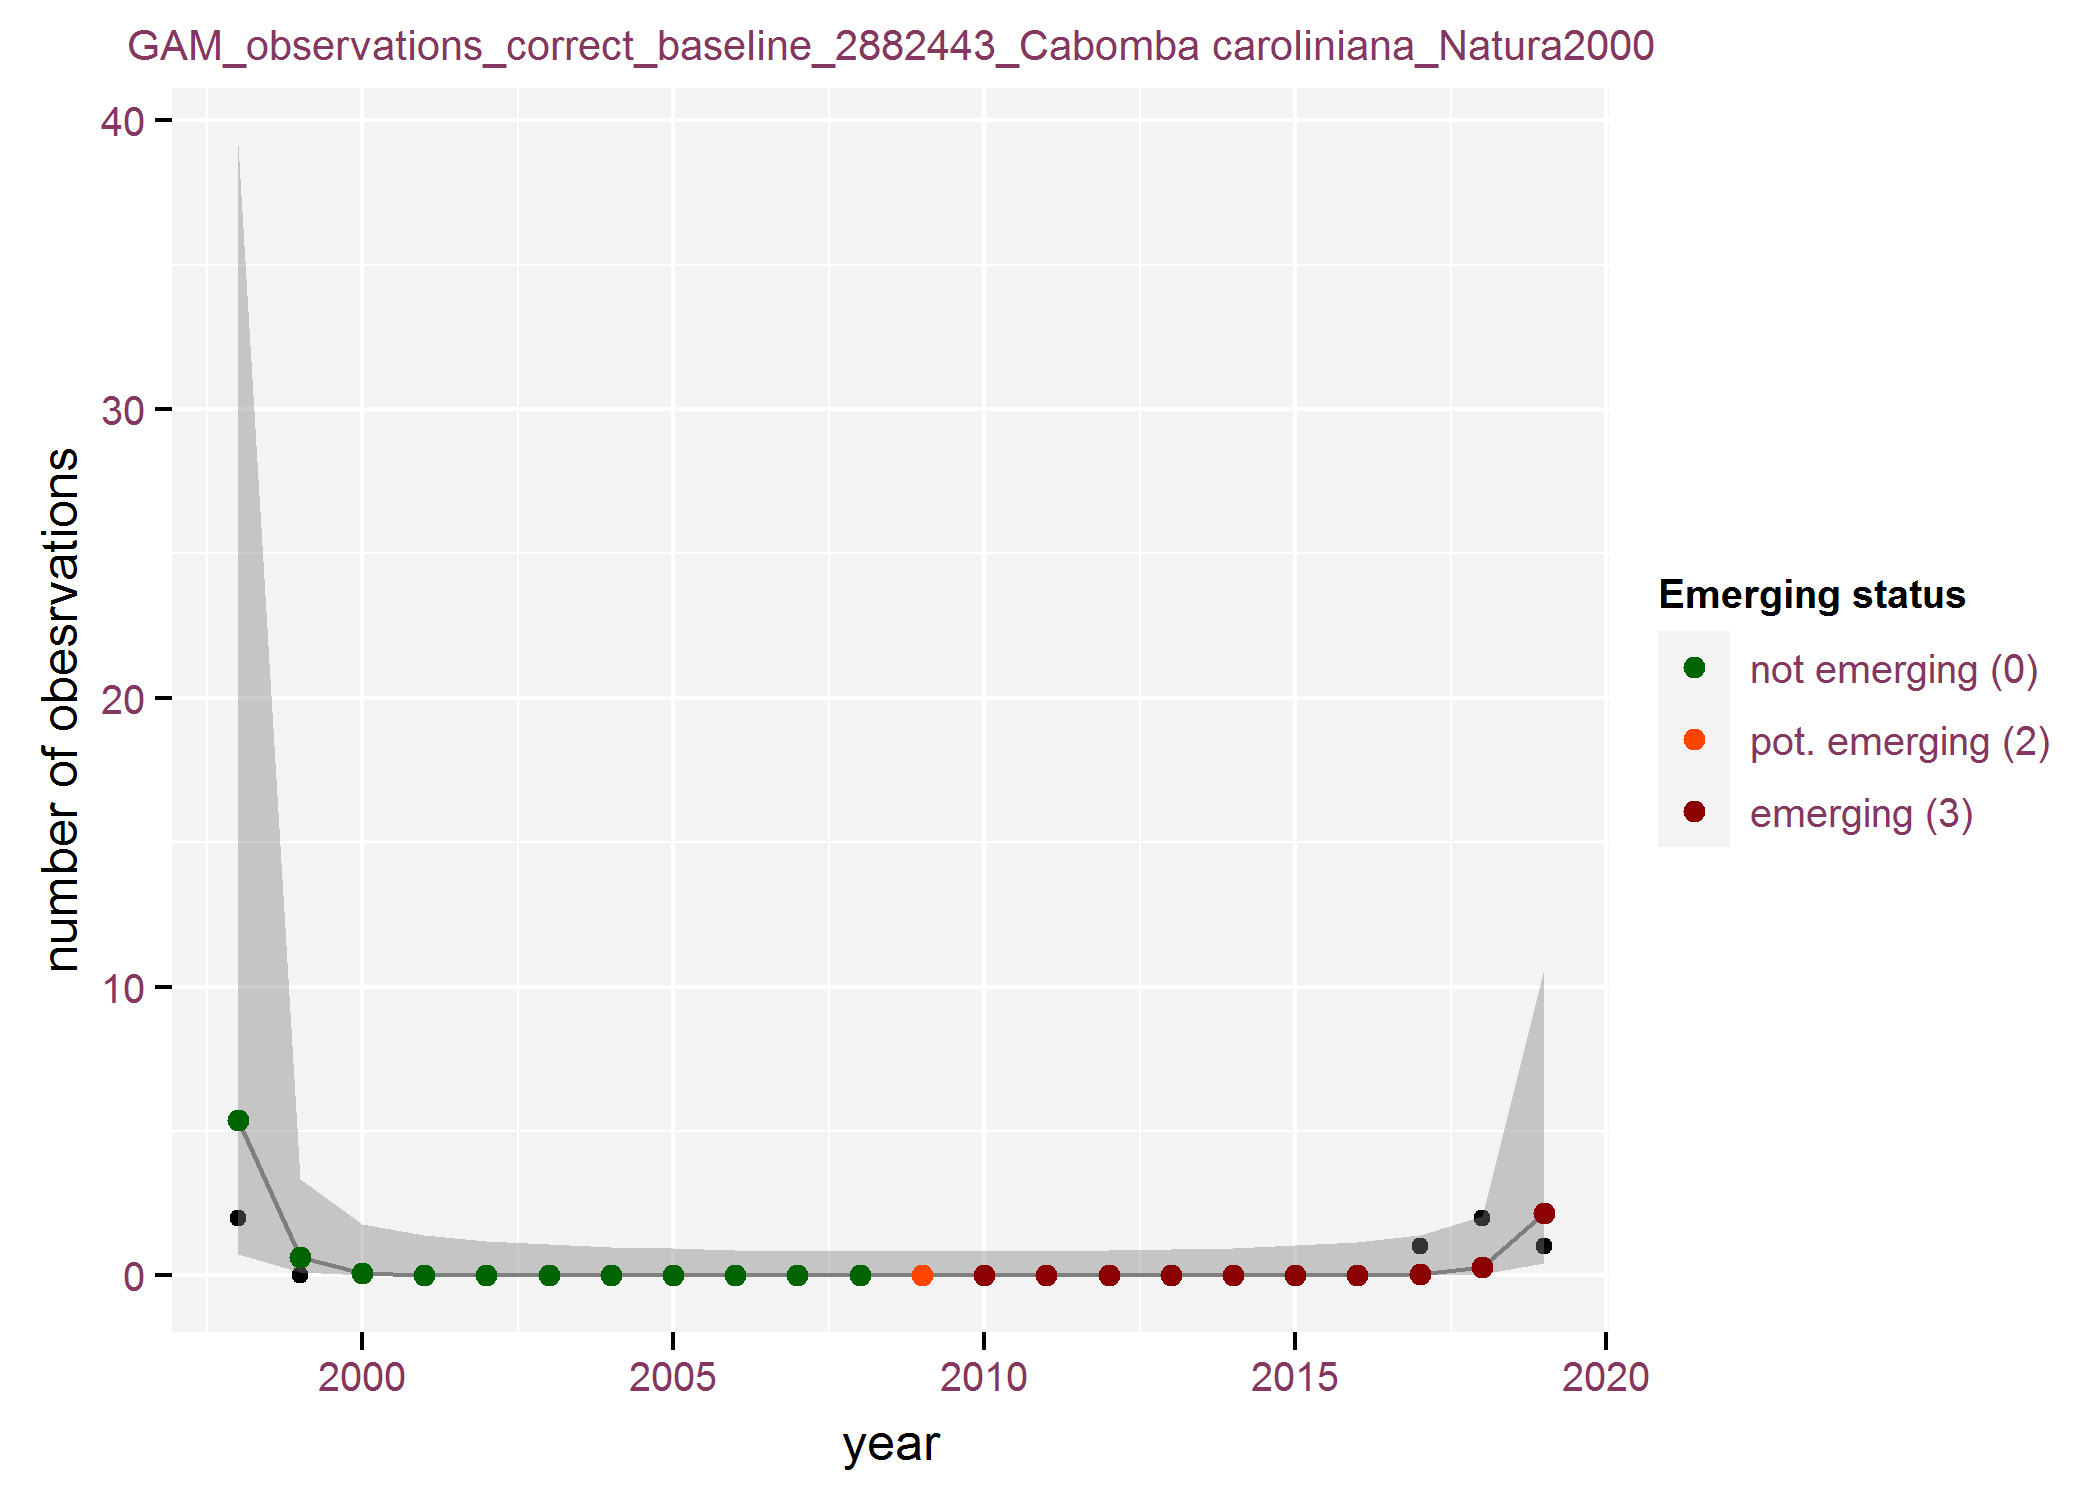 GAM_observations_correct_baseline_2882443_Cabomba caroliniana_Natura2000
40
30
20
10
0
number of obesrvations
2000
2005
2010
2015
2020
year
Emerging status
not emerging (0)
pot. emerging (2)
emerging (3)